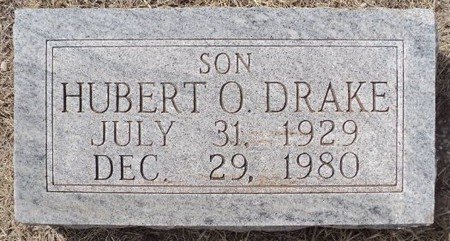 SON
HUBERT O. DRAKE
JULY 31, 1929
DEC. 29, 1980